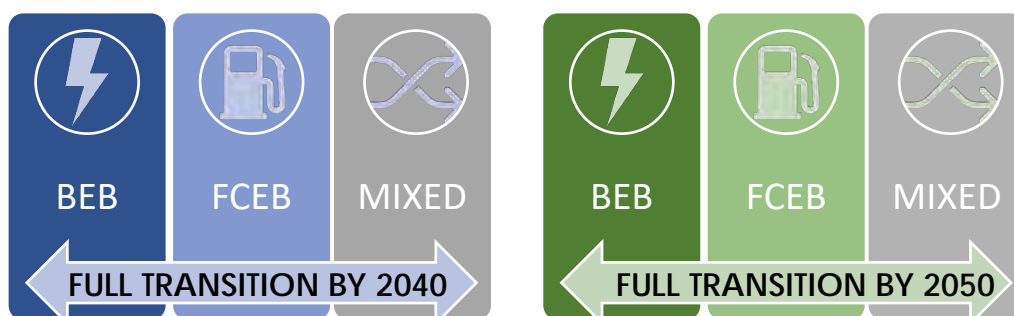 BEB FCEB MIXED
FULL TRANSITION BY 2040
BEB FCEB MIXED
FULL TRANSITION BY 2050